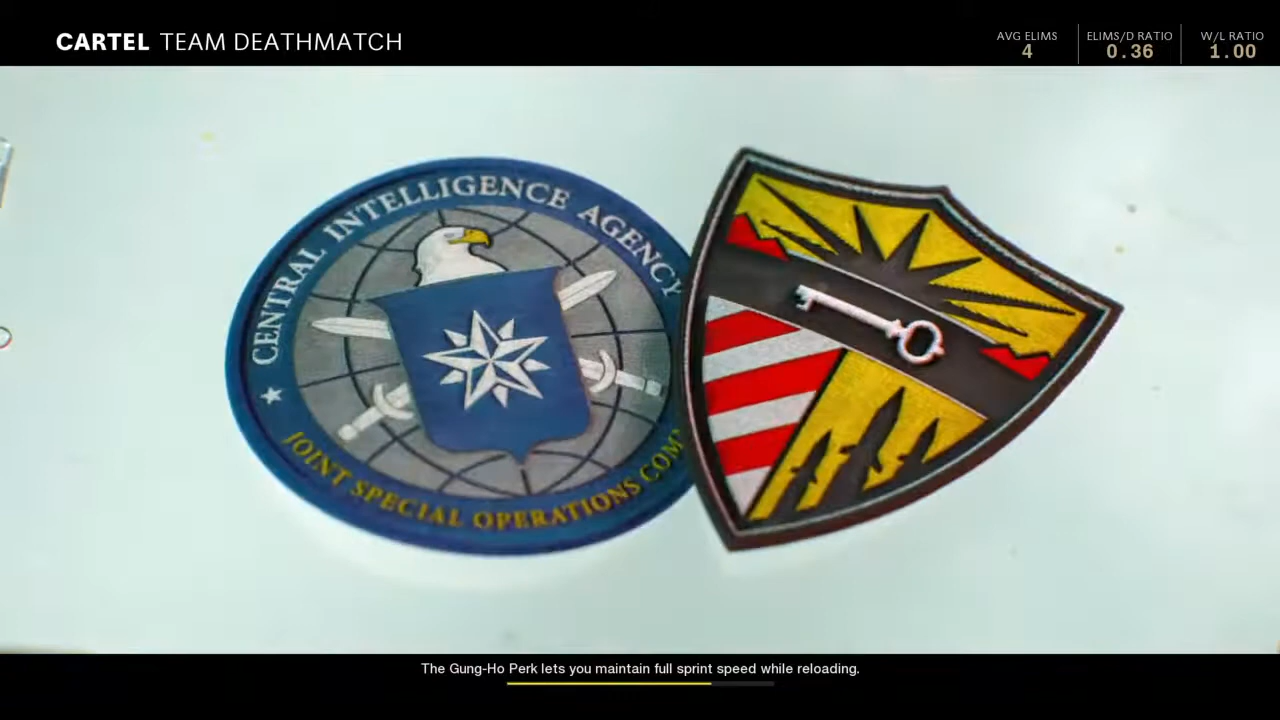 CARTEL TEAM DEATHMATCH
AVG ELIMS
4
ELIMS/D RATIO
0.36
W/L RATIO
1.00
CENTRAL INTELLIGENCE AGENCY
JOINT SPECIAL OPERATIONS COM
The Gung-Ho Perk lets you maintain full sprint speed while reloading.